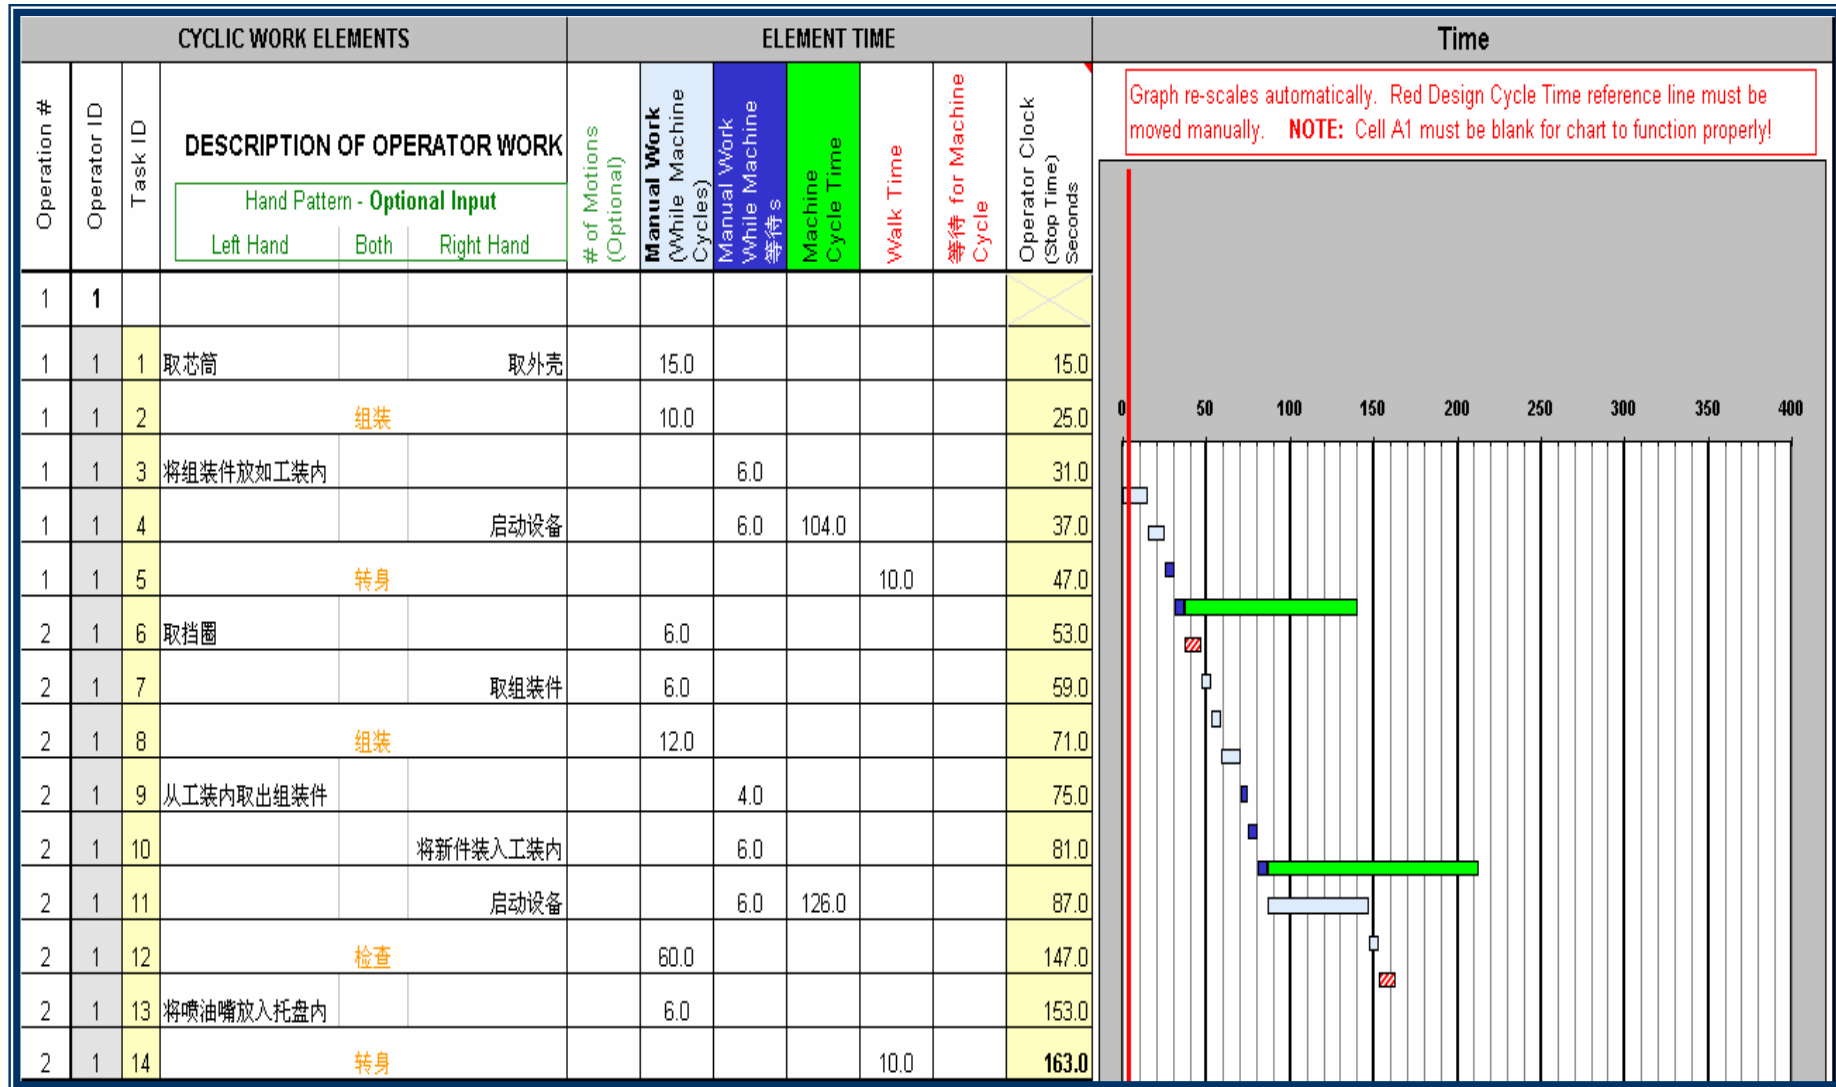 CYCLIC WORK ELEMENTS ELEMENT TIME Time
Operation #
Operator ID
Task ID
DESCRIPTION OF OPERATOR WORK
Hand Pattern - Optional Input
Left Hand Both Right Hand
# of Motions
(Optional)
Manual Work
(While Machine
Cycles)
Manual Work
While Machine
等待s
Machine
Cycle Time
Walk Time
等待 for Machine
Cycle
Operator Clock
(Stop Time)
Seconds
Graph re-scales automatically. Red Design Cycle Time reference line must be
moved manually. NOTE: Cell A1 must be blank for chart to function properly!
1 1
1 1 1 取芯筒 取外壳 15.0 15.0
1 1 2 组装 10.0 25.0
1 1 3 将组装件放如工装内 6.0 31.0
1 1 4 启动设备 6.0 104.0 37.0
1 1 5 转身 10.0 47.0
2 1 6 取挡圈 6.0 53.0
2 1 7 取组装件 6.0 59.0
2 1 8 组装 12.0 71.0
2 1 9 从工装内取出组装件 4.0 75.0
2 1 10 将新件装入工装内 6.0 81.0
2 1 11 启动设备 6.0 126.0 87.0
2 1 12 检查 60.0 147.0
2 1 13 将喷油嘴放入托盘内 6.0 153.0
2 1 14 转身 10.0 163.0
0 50 100 150 200 250 300 350 400